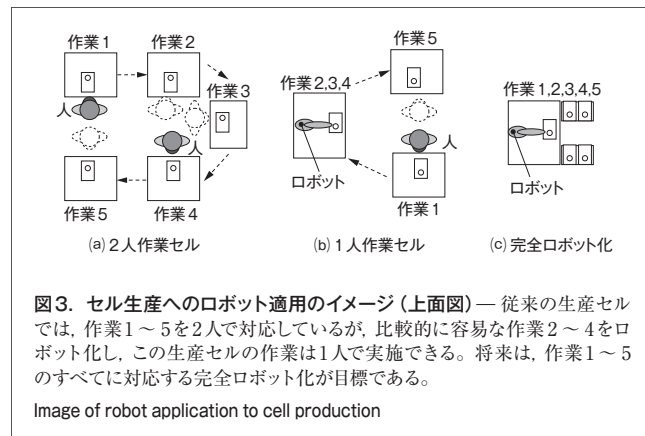 作業1
作業2
作業3
人
人
作業5
作業4
(a) 2人作業セル
作業5
作業2,3,4
人
ロボット
作業1
(b) 1人作業セル
作業1,2,3,4,5
ロボット
(c) 完全ロボット化
図3. セル生産へのロボット適用のイメージ（上面図）— 従来の生産セル
では，作業1～5を2人で対応しているが，比較的に容易な作業2～4をロ
ボット化し，この生産セルの作業は1人で実施できる。将来は，作業1～5
のすべてに対応する完全ロボット化が目標である。
Image of robot application to cell production